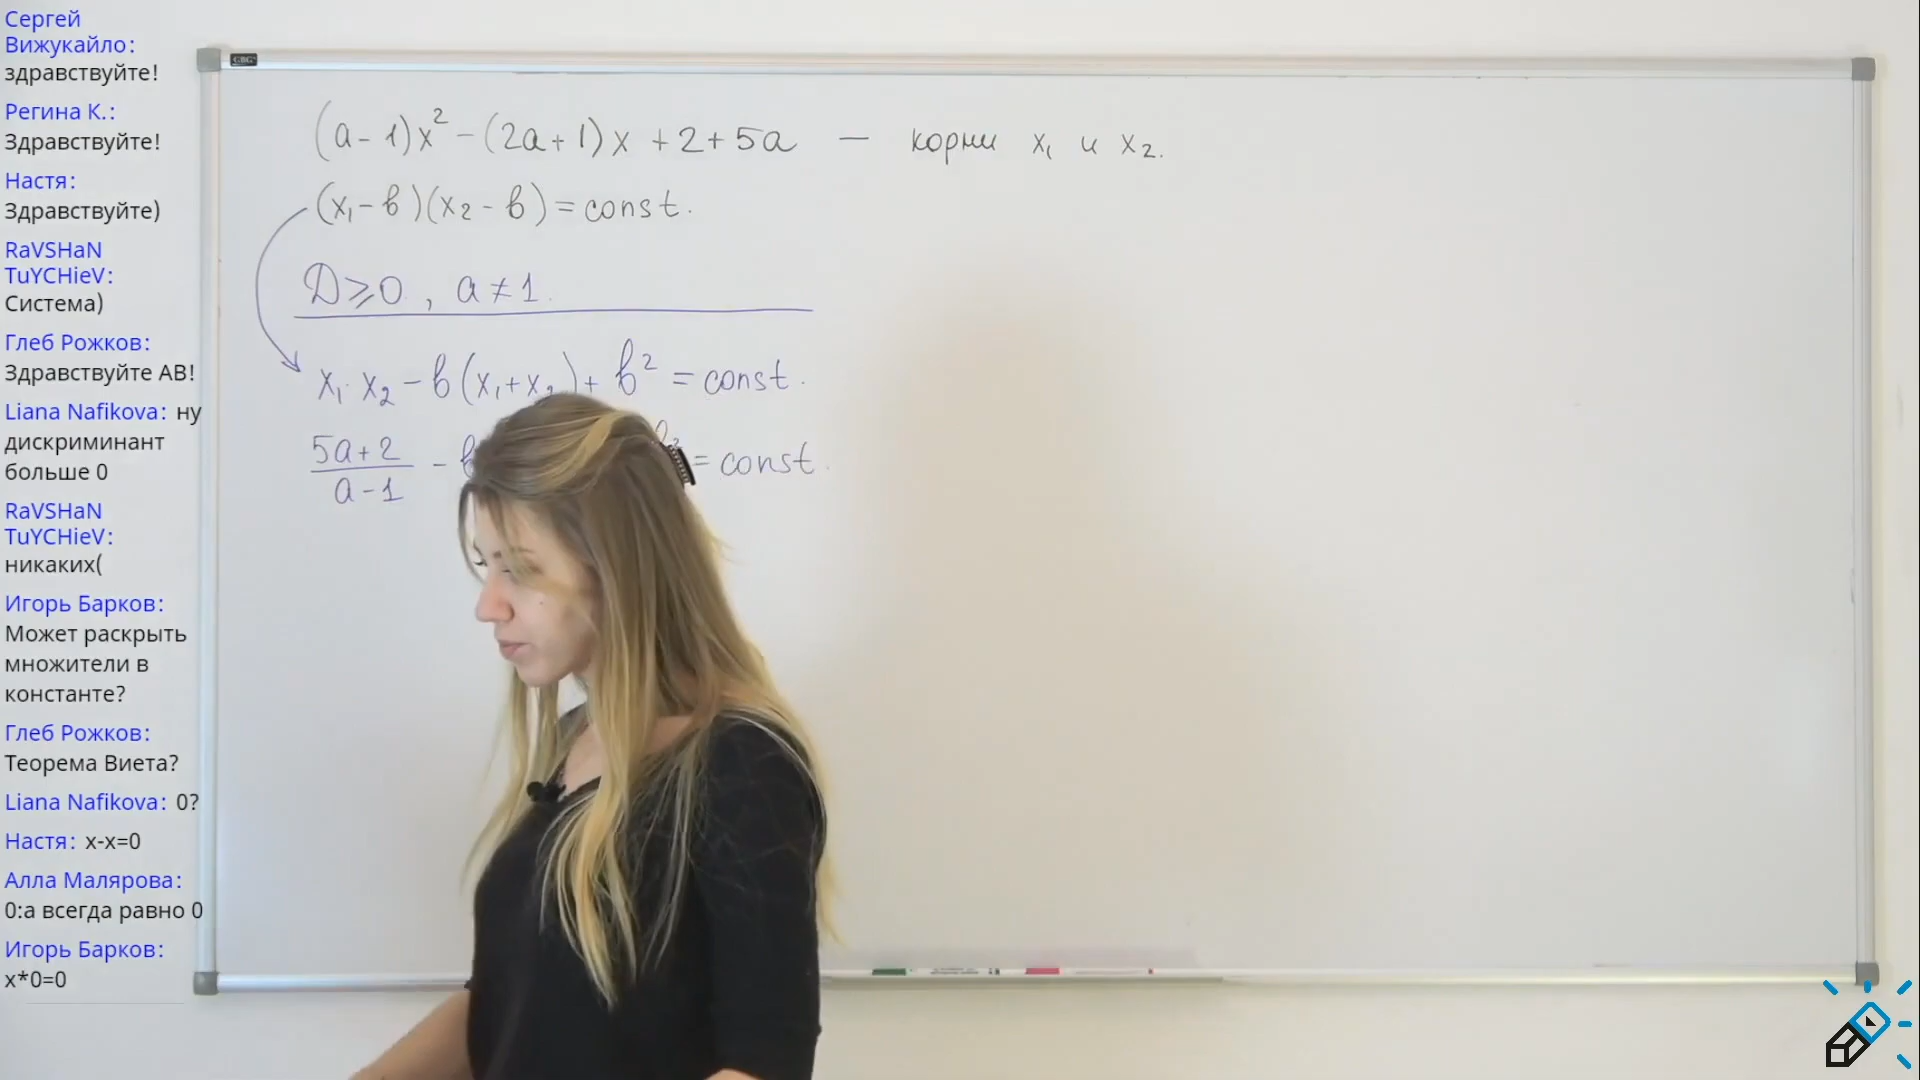 Сергей
Вижукайло:
здравствуйте!
Регина К.:
Здравствуйте!
Настя:
Здравствуйте)
RaVSHaN
TuYCHieV:
Система)
Глеб Рожков:
Здравствуйте АВ!
Liana Nafikova: ну
дискриминант
больше 0
RaVSHaN
TuYCHieV:
никаких(
Игорь Барков:
Может раскрыть
множители в
константе?
Глеб Рожков:
Теорема Виета?
Liana Nafikova: 0?
Настя: х-х=0
Алла Малярова:
0:а всегда равно 0
Игорь Барков:
х*0=0
(a-1)x² - (2a+1)x + 2 + 5a — корни x₁ и x₂.
(x₁ - в)(x₂ - в) = const.
D ⩾ 0, a ≠ 1.
x₁·x₂ - в(x₁+x₂) + в² = const.
5a+2/a-1 - в = const.